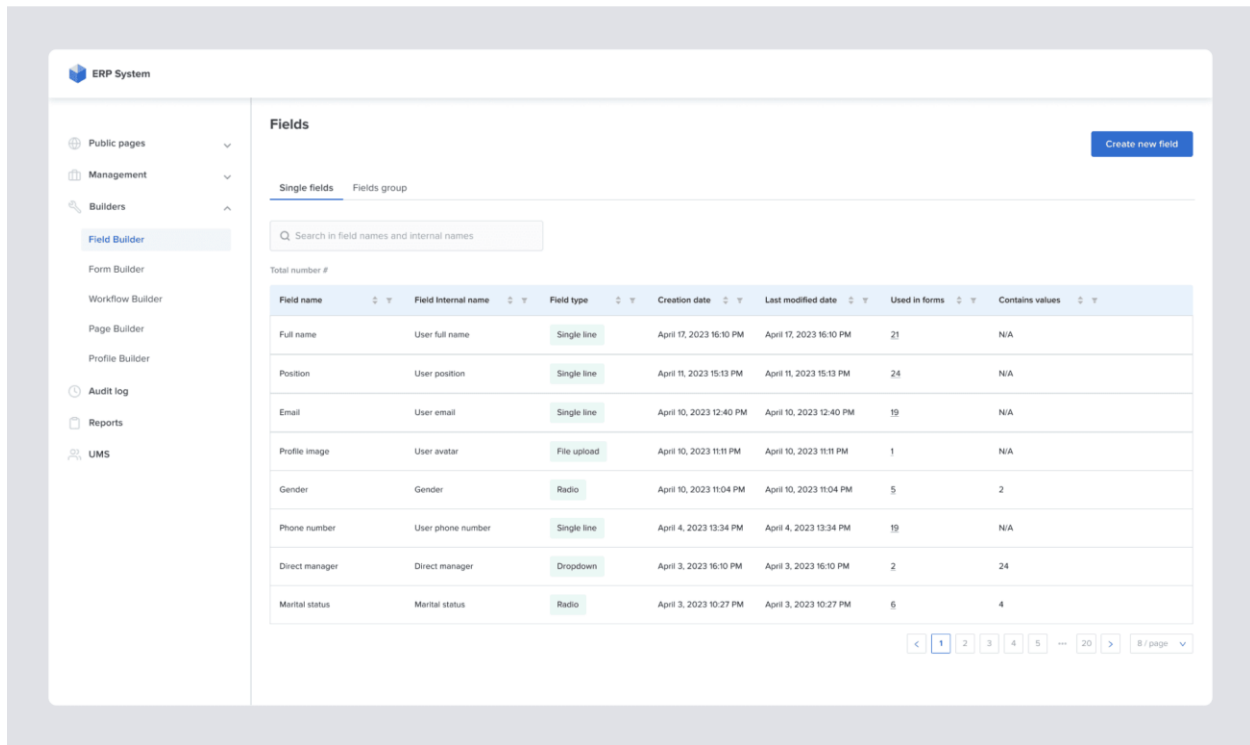 ERP System
Public pages
Management
Builders
Field Builder
Form Builder
Workflow Builder
Page Builder
Profile Builder
Audit log
Reports
UMS
Fields
Create new field
Single fields Fields group
Search in field names and internal names
Total number #
Field name Field Internal name Field type Creation date Last modified date Used in forms Contains values
Full name User full name Single line April 17, 2023 16:10 PM April 17, 2023 16:10 PM 21 N/A
Position User position Single line April 11, 2023 15:13 PM April 11, 2023 15:13 PM 24 N/A
Email User email Single line April 10, 2023 12:40 PM April 10, 2023 12:40 PM 19 N/A
Profile image User avatar File upload April 10, 2023 11:11 PM April 10, 2023 11:11 PM 1 N/A
Gender Gender Radio April 10, 2023 11:04 PM April 10, 2023 11:04 PM 5 2
Phone number User phone number Single line April 4, 2023 13:34 PM April 4, 2023 13:34 PM 19 N/A
Direct manager Direct manager Dropdown April 3, 2023 16:10 PM April 3, 2023 16:10 PM 2 24
Marital status Marital status Radio April 3, 2023 10:27 PM April 3, 2023 10:27 PM 6 4
< 1 2 3 4 5 ••• 20 > 8 / page